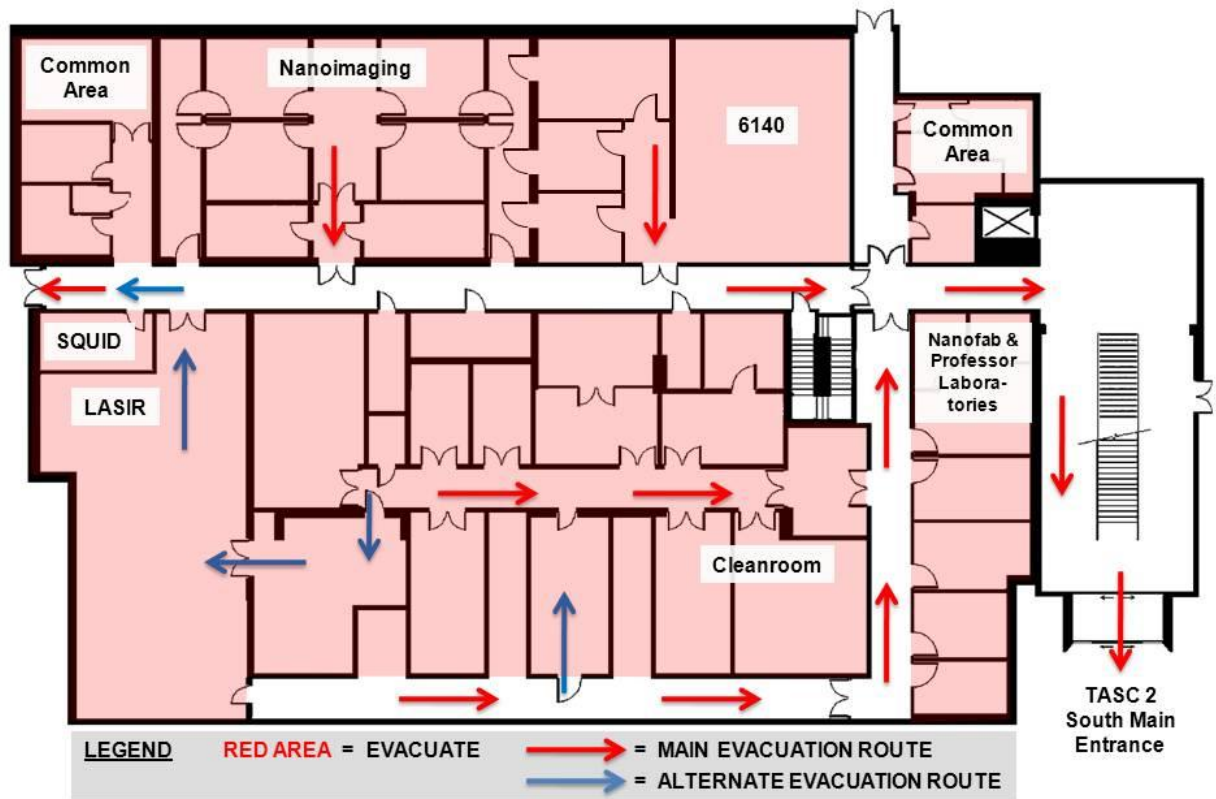 Common
Area
Nanoimaging
6140
Common
Area
SQUID
LASIR
Nanofab &
Professor
Labora-
tories
Cleanroom
TASC 2
South Main
Entrance
LEGEND RED AREA = EVACUATE = MAIN EVACUATION ROUTE
= ALTERNATE EVACUATION ROUTE